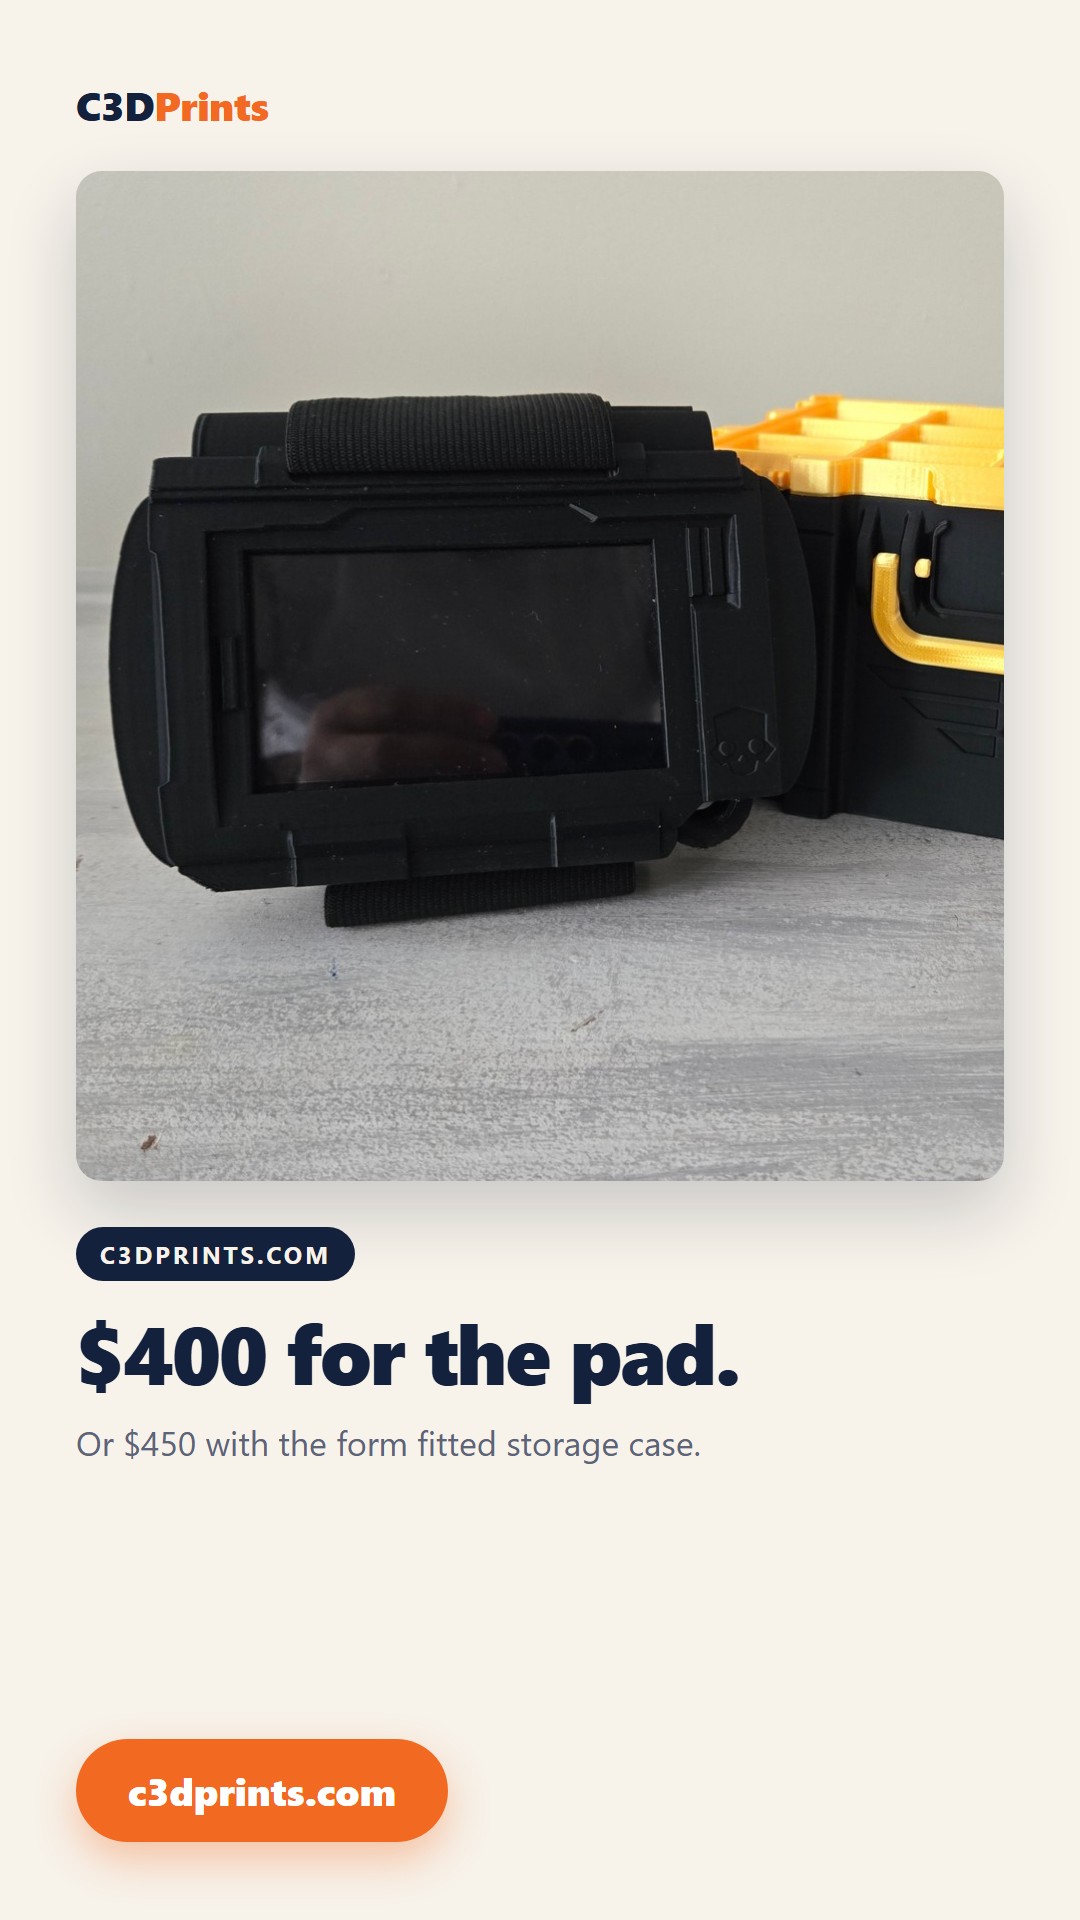 C3DPrints
C3DPRINTS.COM
$400 for the pad.
Or $450 with the form fitted storage case.
c3dprints.com